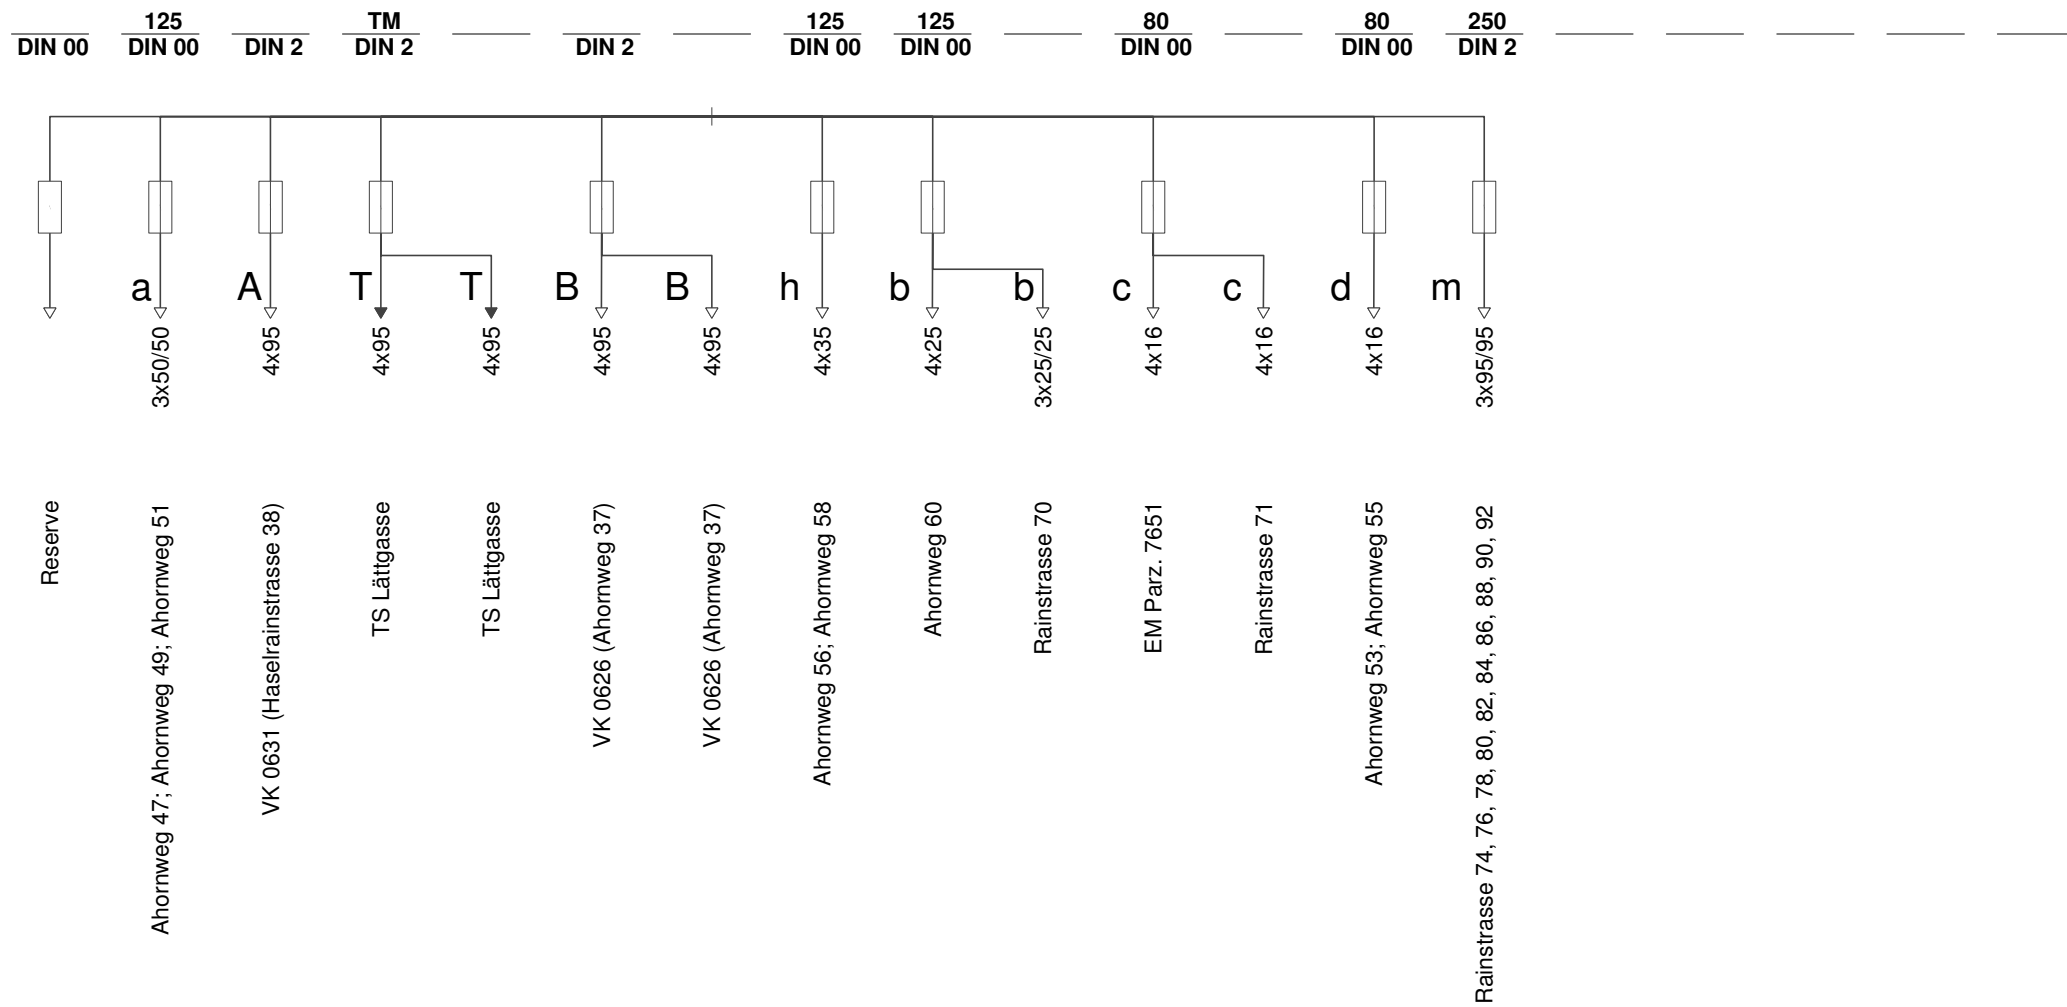 125 TM 125 125 80 80 250
DIN 00 DIN 00 DIN 2 DIN 2 DIN 2 DIN 00 DIN 00 DIN 00 DIN 00 DIN 2
a A T T B B h b b c c d m
3x50/50
4x95
4x95
4x95
4x95
4x95
4x35
4x25
3x25/25
4x16
4x16
4x16
3x95/95
Reserve
Ahornweg 47; Ahornweg 49; Ahornweg 51
VK 0631 (Haselrainstrasse 38)
TS Lättgasse
TS Lättgasse
VK 0626 (Ahornweg 37)
VK 0626 (Ahornweg 37)
Ahornweg 56; Ahornweg 58
Ahornweg 60
Rainstrasse 70
EM Parz. 7651
Rainstrasse 71
Ahornweg 53; Ahornweg 55
Rainstrasse 74, 76, 78, 80, 82, 84, 86, 88, 90, 92